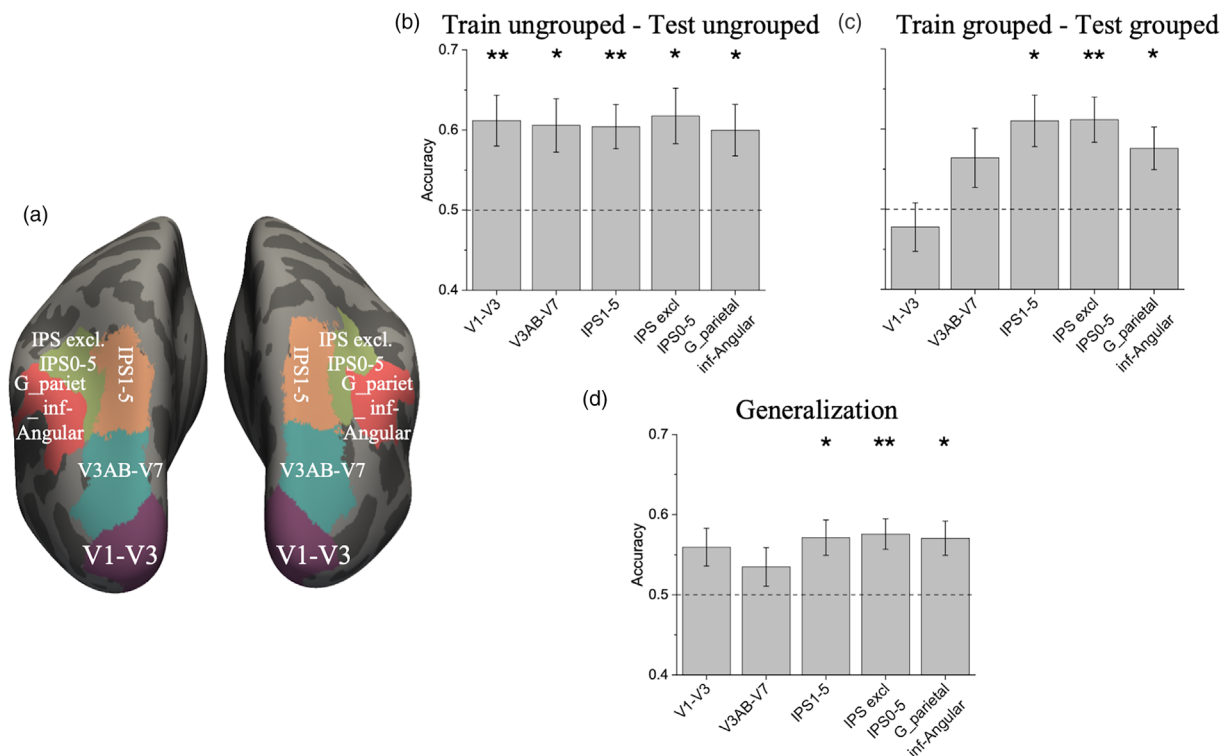 (a)
IPS excl.
IPS0-5
IPS1-5
G_pariet
_ inf-
Angular
V3AB-V7
V1-V3
IPS excl.
IPS0-5
IPS1-5
G_pariet
_ inf-
Angular
V3AB-V7
V1-V3
(b)
Train ungrouped - Test ungrouped
0.7
**
*
**
*
*
0.6
Accuracy
0.5
0.4
V1-V3
V3AB-V7
IPS1-5
IPS excl
IPS0-5
G_parietal
inf-Angular
(c)
Train grouped - Test grouped
*
**
*
V1-V3
V3AB-V7
IPS1-5
IPS excl
IPS0-5
G_parietal
inf-Angular
(d)
Generalization
0.7
*
**
*
0.6
Accuracy
0.5
0.4
V1-V3
V3AB-V7
IPS1-5
IPS excl
IPS0-5
G_parietal
inf-Angular